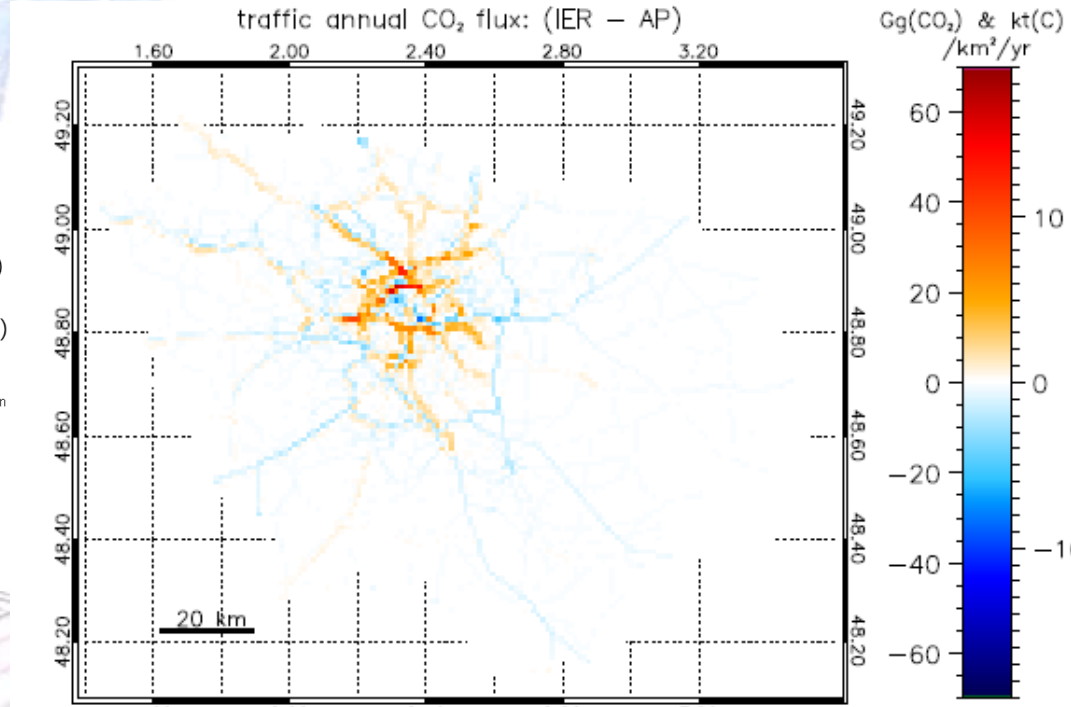 traffic annual CO₂ flux: (IER − AP)
Gg(CO₂) & kt(C)
/km²/yr
1.60 2.00 2.40 2.80 3.20
49.20 49.20
49.00 49.00
48.80 48.80
48.60 48.60
48.40 48.40
48.20 48.20
20 km
60
40
20
0
−20
−40
−60
10
0
)
)
n